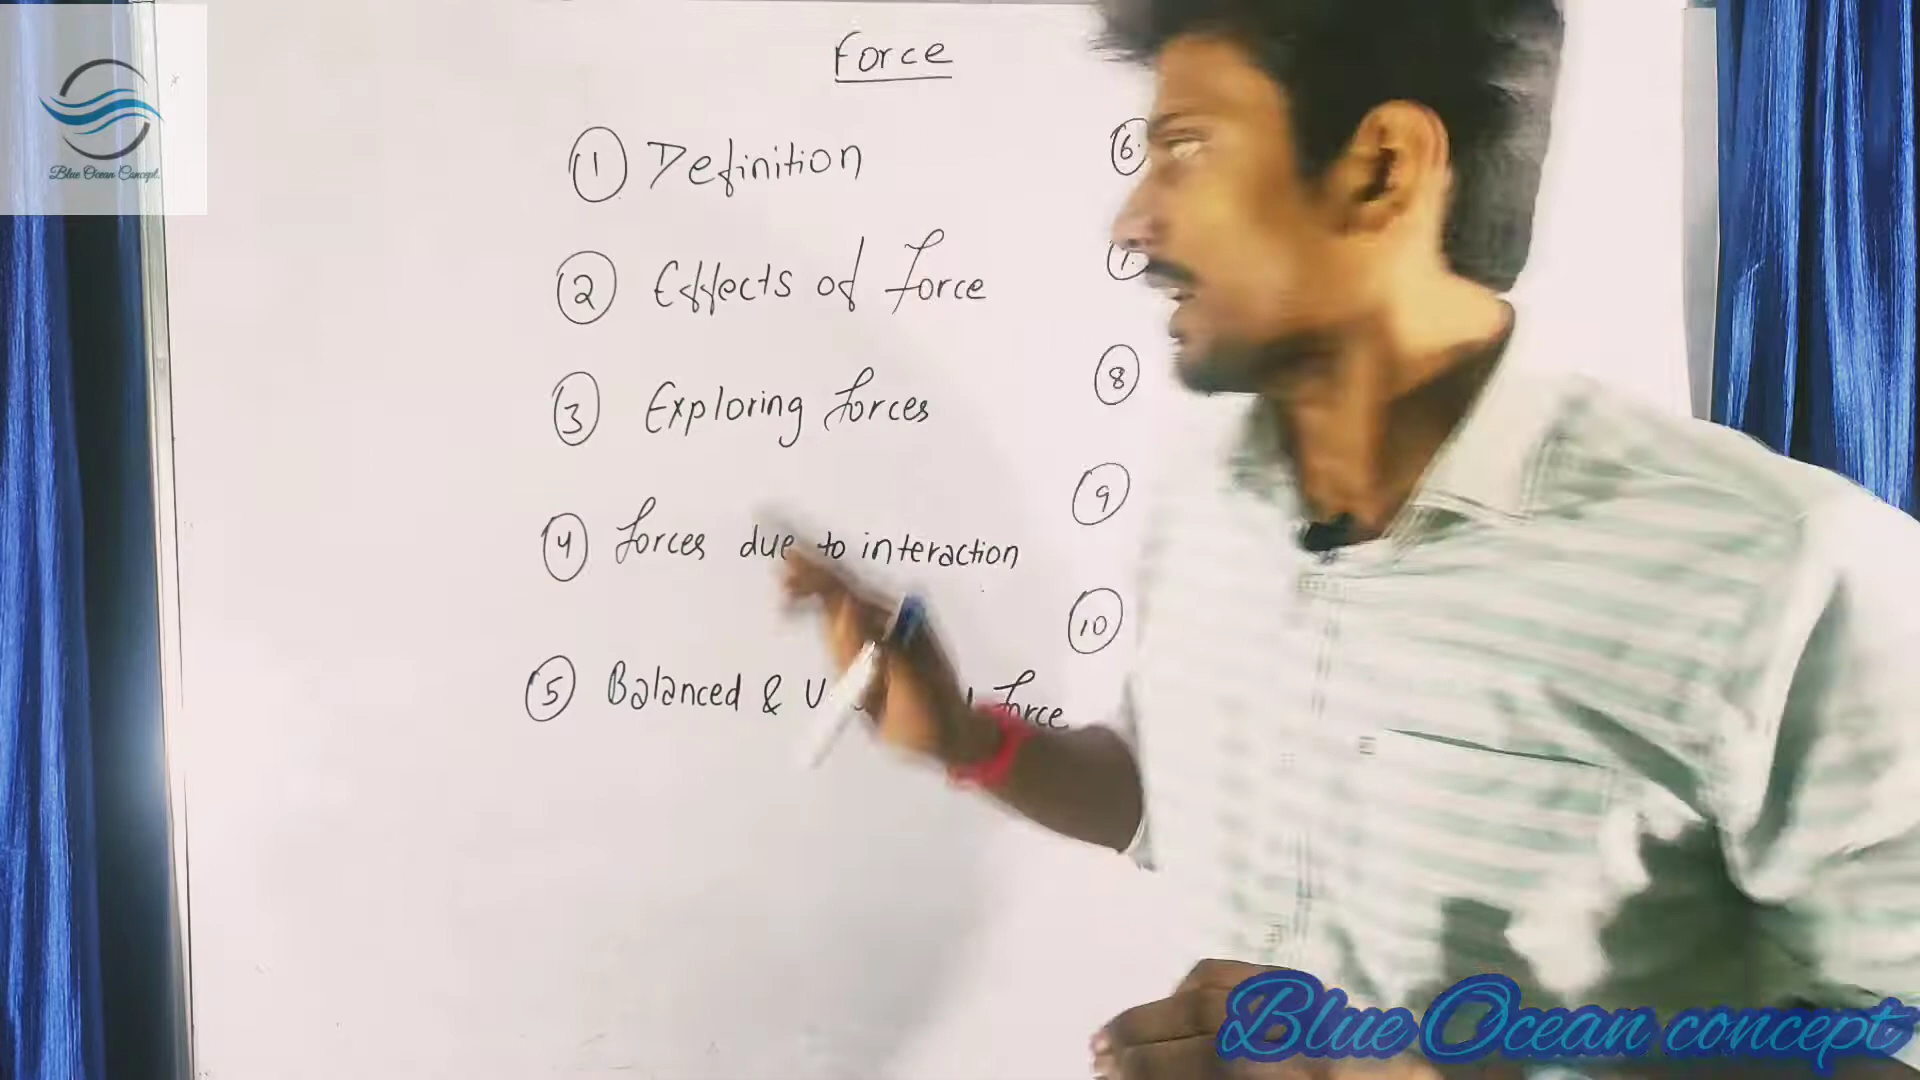 Blue Ocean Concept.
Force
1 Definition
2 Effects of force
3 Exploring forces
4 forces due to interaction
5 Balanced & force
6.
7.
8
9
10
Blue Ocean concept